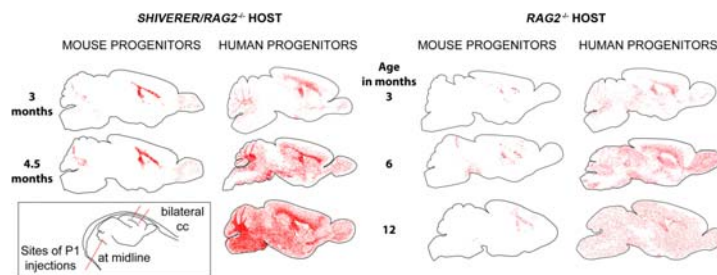 SHIVERER/RAG2-/- HOST
RAG2-/- HOST
MOUSE PROGENITORS
HUMAN PROGENITORS
MOUSE PROGENITORS
HUMAN PROGENITORS
3
months
4.5
months
Age
in months
3
6
12
bilateral
cc
Sites of P1
injections
at midline